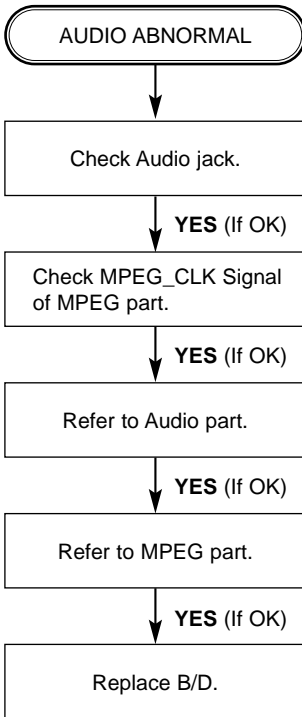 AUDIO ABNORMAL
Check Audio jack.
YES (If OK)
Check MPEG_CLK Signal
of MPEG part.
YES (If OK)
Refer to Audio part.
YES (If OK)
Refer to MPEG part.
YES (If OK)
Replace B/D.